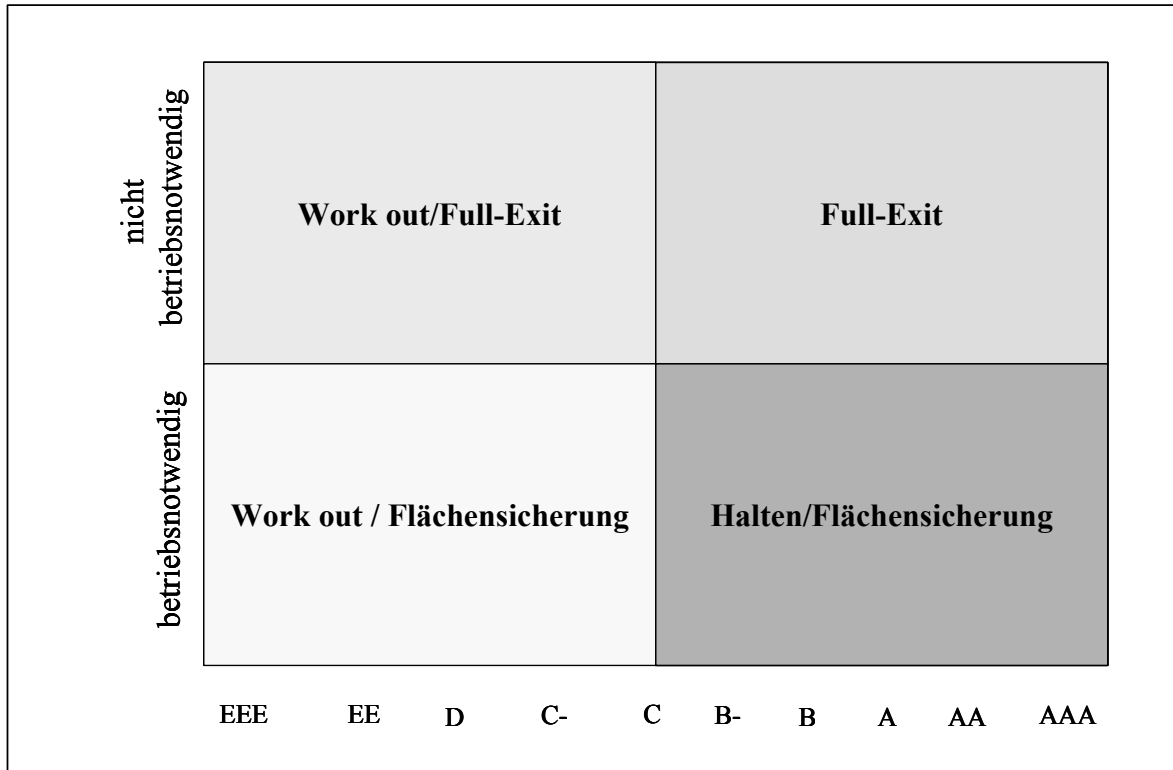 nicht
betriebsnotwendig
Work out/Full-Exit
Full-Exit
betriebsnotwendig
Work out / Flächensicherung
Halten/Flächensicherung
EEE EE D C- C B- B A AA AAA